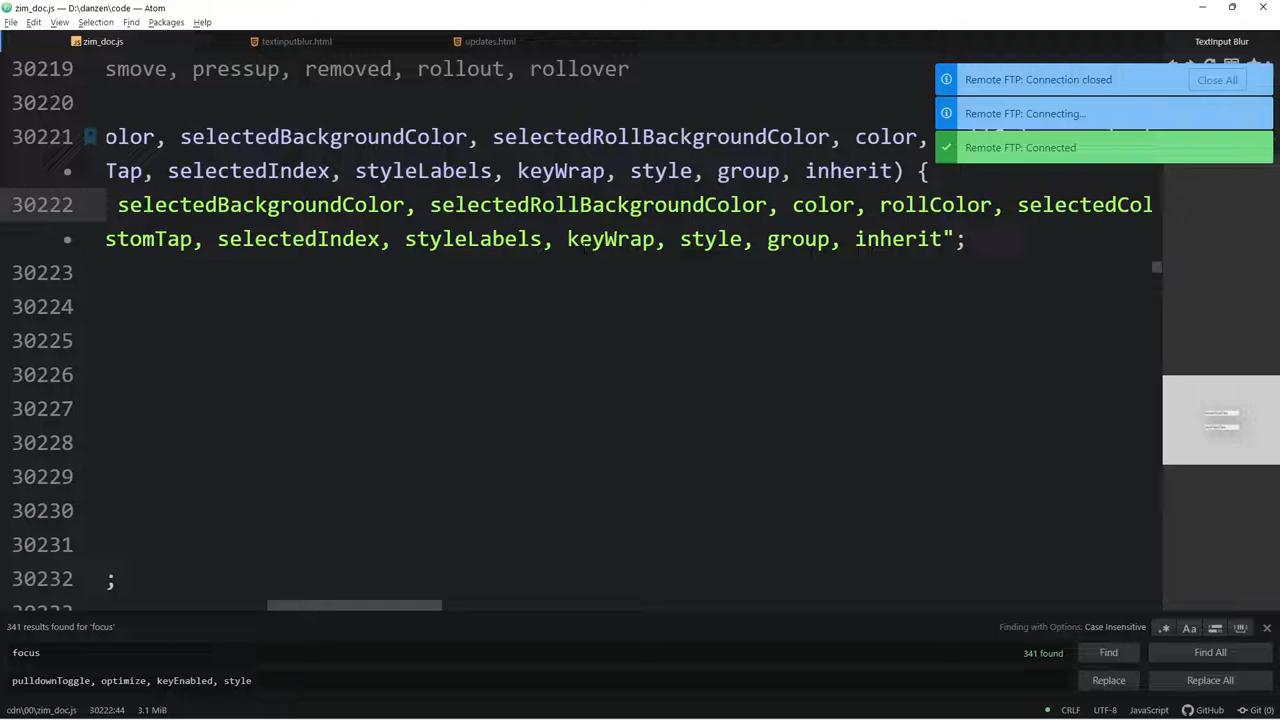 zim_doc.js — D:\danzen\code — Atom
File Edit View Selection Find Packages Help
zim_doc.js textinputblur.html updates.html TextInput Blur
30219 smove, pressup, removed, rollout, rollover
Remote FTP: Connection closed Close All
30220
Remote FTP: Connecting...
30221 olor, selectedBackgroundColor, selectedRollBackgroundColor, color,
Remote FTP: Connected
Tap, selectedIndex, styleLabels, keyWrap, style, group, inherit) {
30222 selectedBackgroundColor, selectedRollBackgroundColor, color, rollColor, selectedCol
stomTap, selectedIndex, styleLabels, keyWrap, style, group, inherit";
30223
30224
30225
30226
30227
30228
30229
30230
30231
30232 ;
341 results found for 'focus' Finding with Options: Case Insensitive .* Aa
focus 341 found Find Find All
pulldownToggle, optimize, keyEnabled, style Replace Replace All
cdn\00\zim_doc.js 30222:44 3.1 MiB CRLF UTF-8 JavaScript GitHub Git (0)